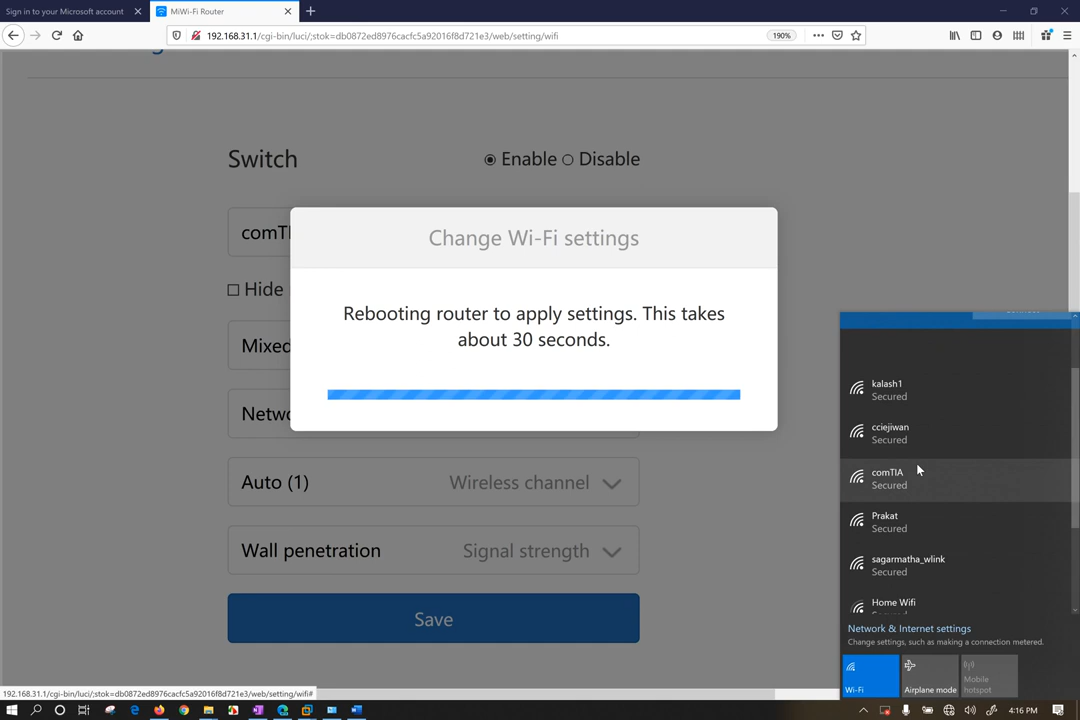 Sign in to your Microsoft account
MiWi-Fi Router
192.168.31.1/cgi-bin/luci/;stok=db0872ed8976cacfc5a92016f8d721e3/web/setting/wifi
190%
Switch
Enable
Disable
Change Wi-Fi settings
Rebooting router to apply settings. This takes
about 30 seconds.
Hide
Mixed
Auto (1)
Wireless channel
Wall penetration
Signal strength
Save
kalash1
Secured
cciejiwan
Secured
comTIA
Secured
Prakat
Secured
sagarmatha_wlink
Secured
Home Wifi
Network & Internet settings
Change settings, such as making a connection metered.
Wi-Fi
Airplane mode
Mobile
hotspot
192.168.31.1/cgi-bin/luci/;stok=db0872ed8976cacfc5a92016f8d721e3/web/setting/wifi#
4:16 PM